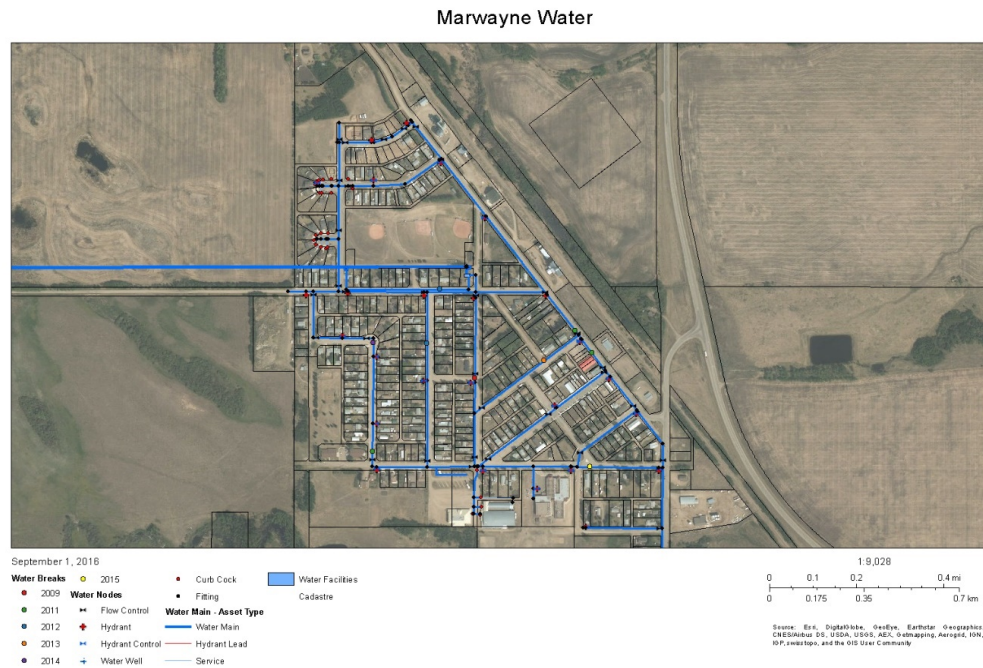 Marwayne Water
September 1, 2016
1:9,028
Water Breaks
2009
2011
2012
2013
2014
2015
Water Nodes
Flow Control
Hydrant
Hydrant Control
Water Well
Curb Cock
Fitting
Water Main - Asset Type
Water Main
Hydrant Lead
Service
Water Facilities
Cadastre
0 0.1 0.2 0.4 mi
0 0.175 0.35 0.7 km
Source: Esri, DigitalGlobe, GeoEye, Earthstar Geographics,
CNES/Airbus DS, USDA, USGS, AEX, Getmapping, Aerogrid, IGN,
IGP, swisstopo, and the GIS User Community